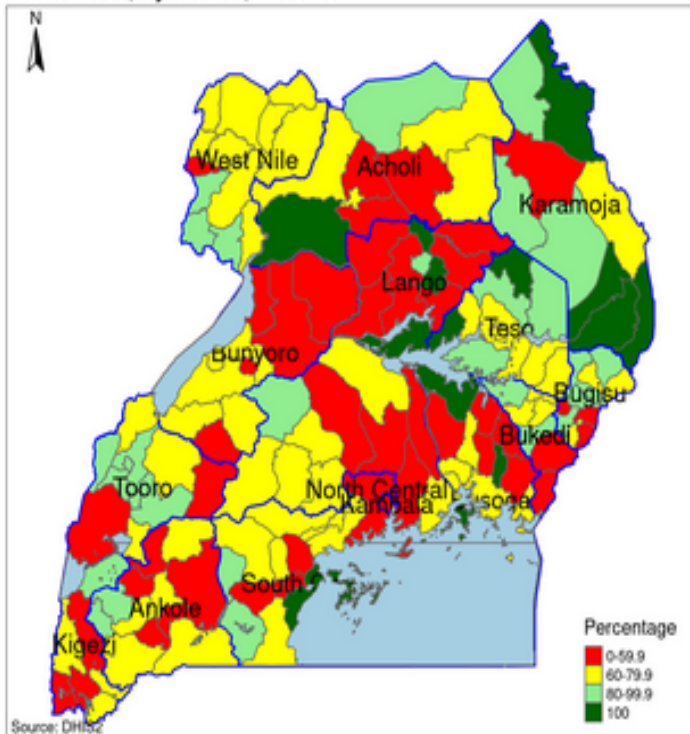 N
West Nile
Acholi
Karamoja
Lango
Teso
Bunyoro
Bugisu
Bukedi
Tooro
North Central
Kampala
South
Ankole
Kigezi
Percentage
0-59.9
60-79.9
80-99.9
100
Source: DHIS2